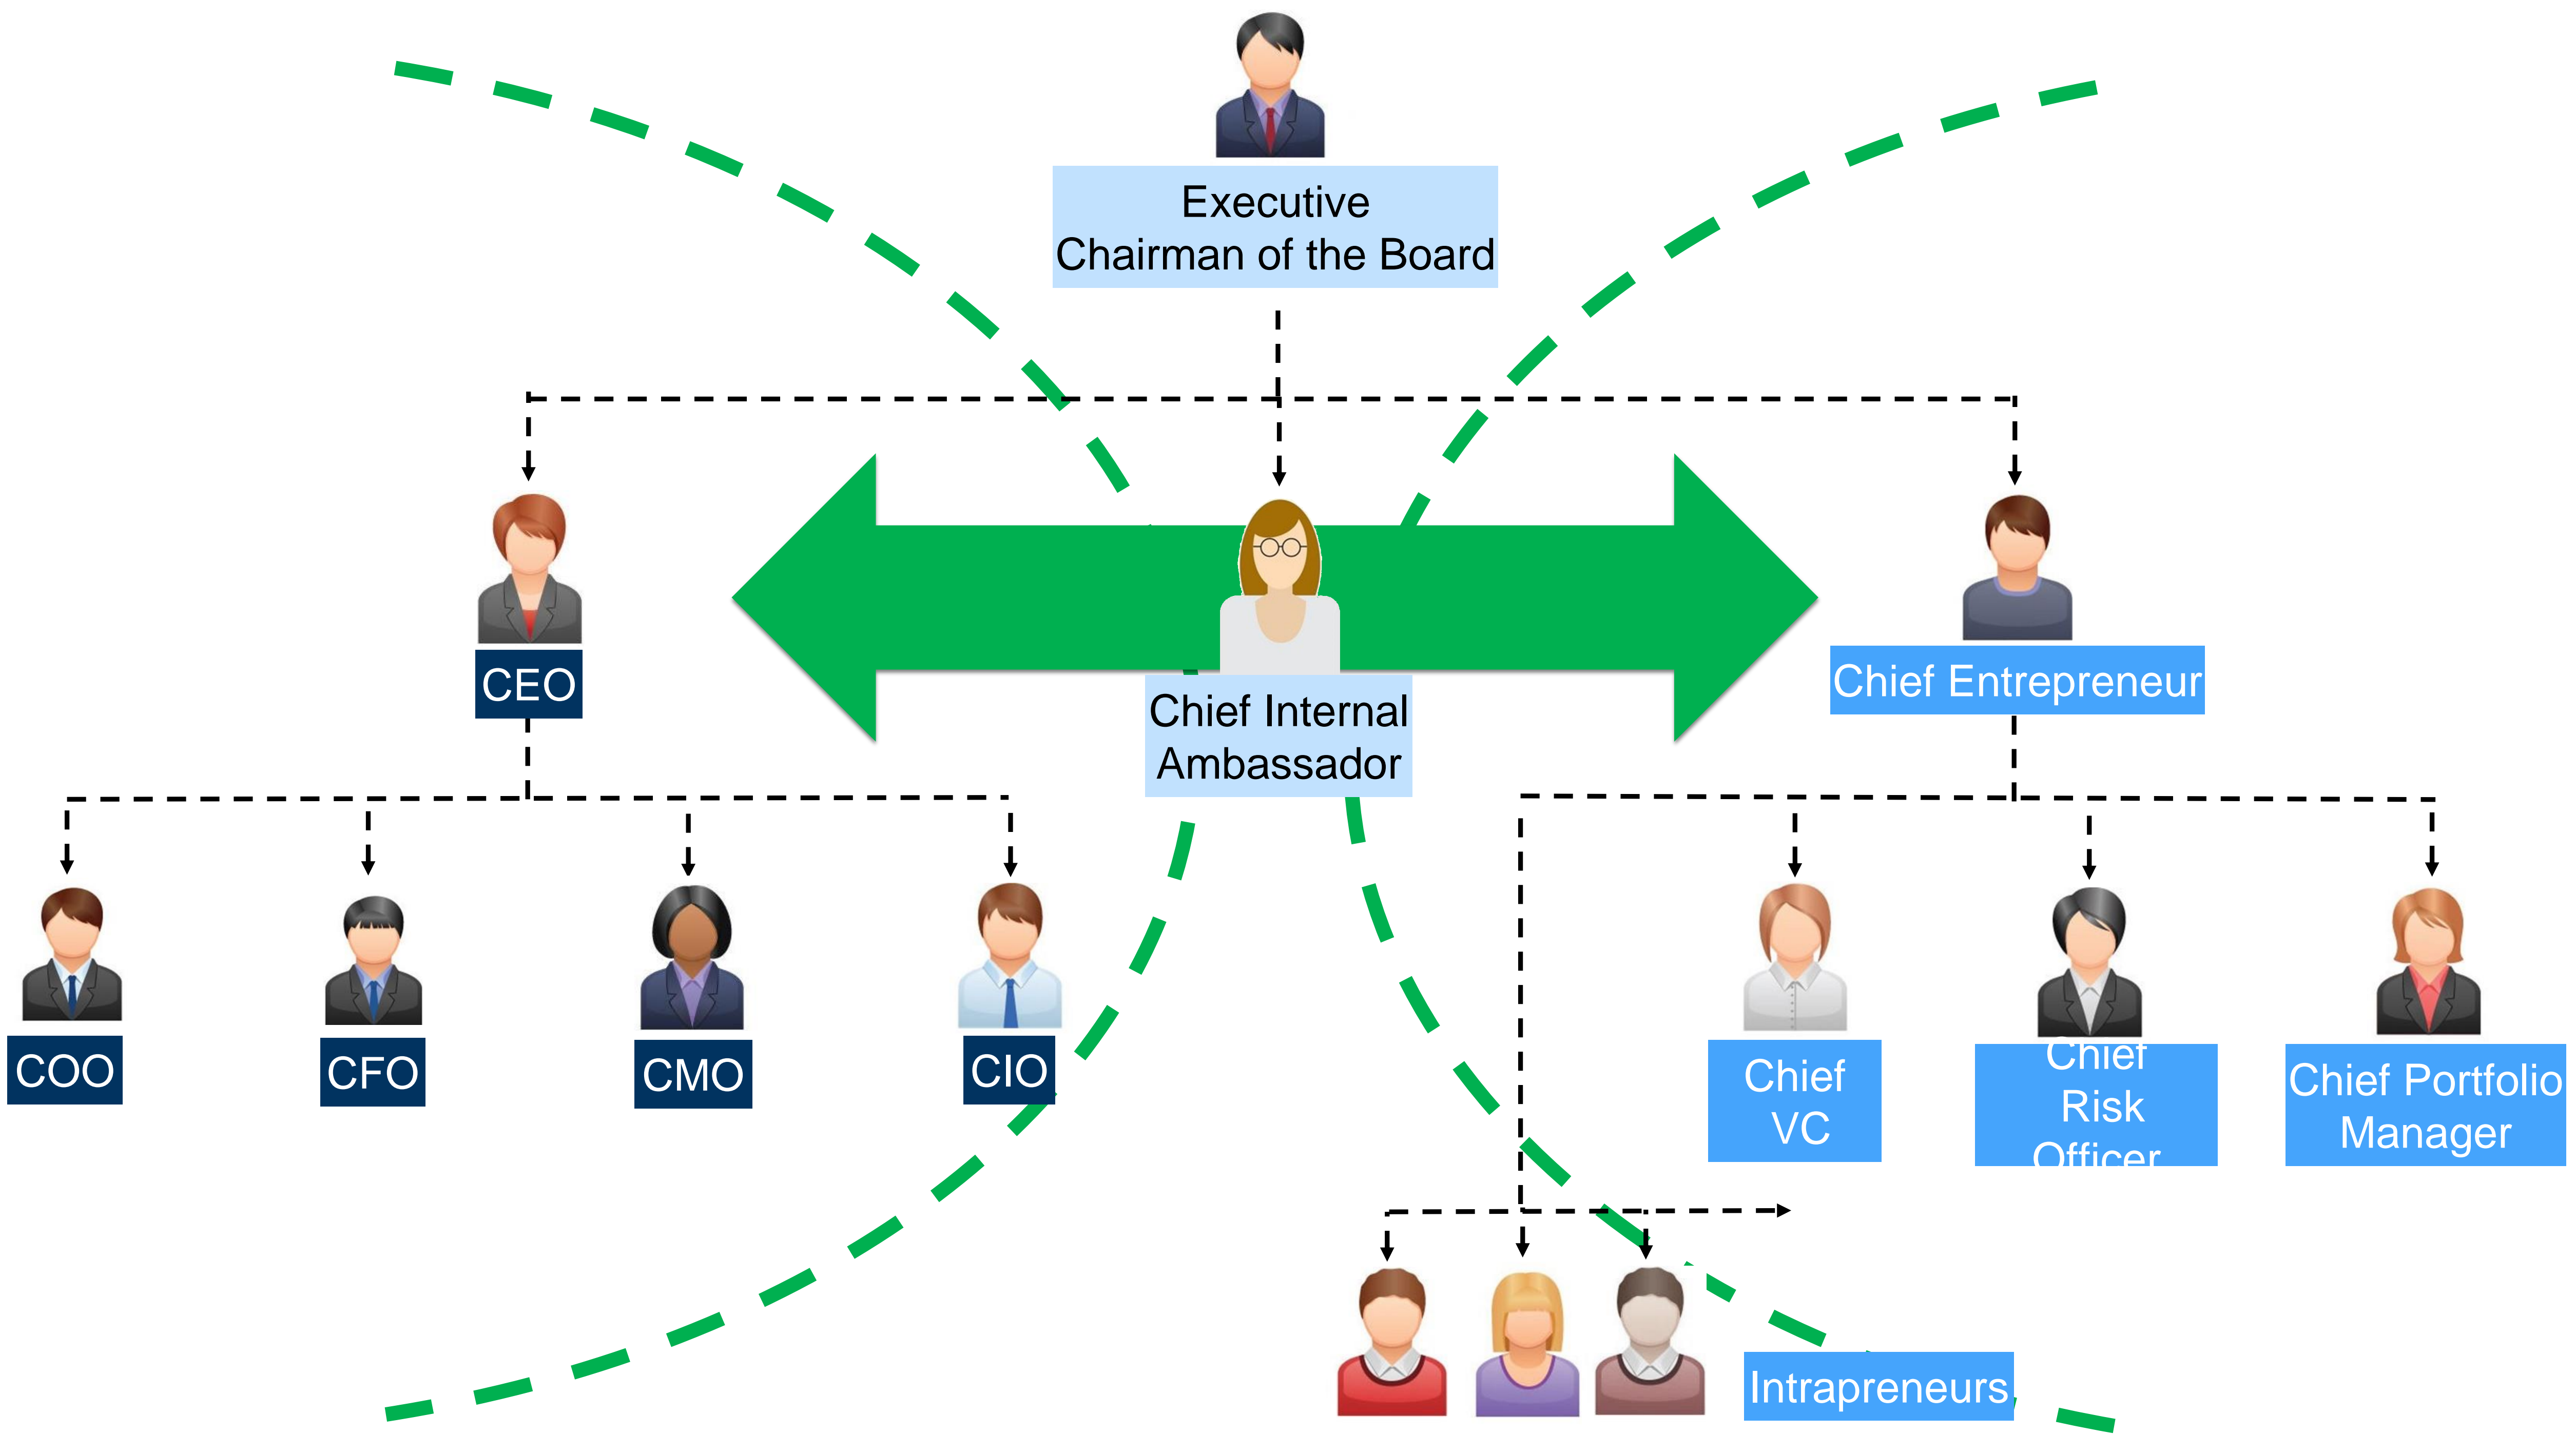 Executive
Chairman of the Board
CEO
Chief Internal
Ambassador
Chief Entrepreneur
COO
CFO
CMO
CIO
Chief
VC
Chief
Risk
Officer
Chief Portfolio
Manager
Intrapreneurs